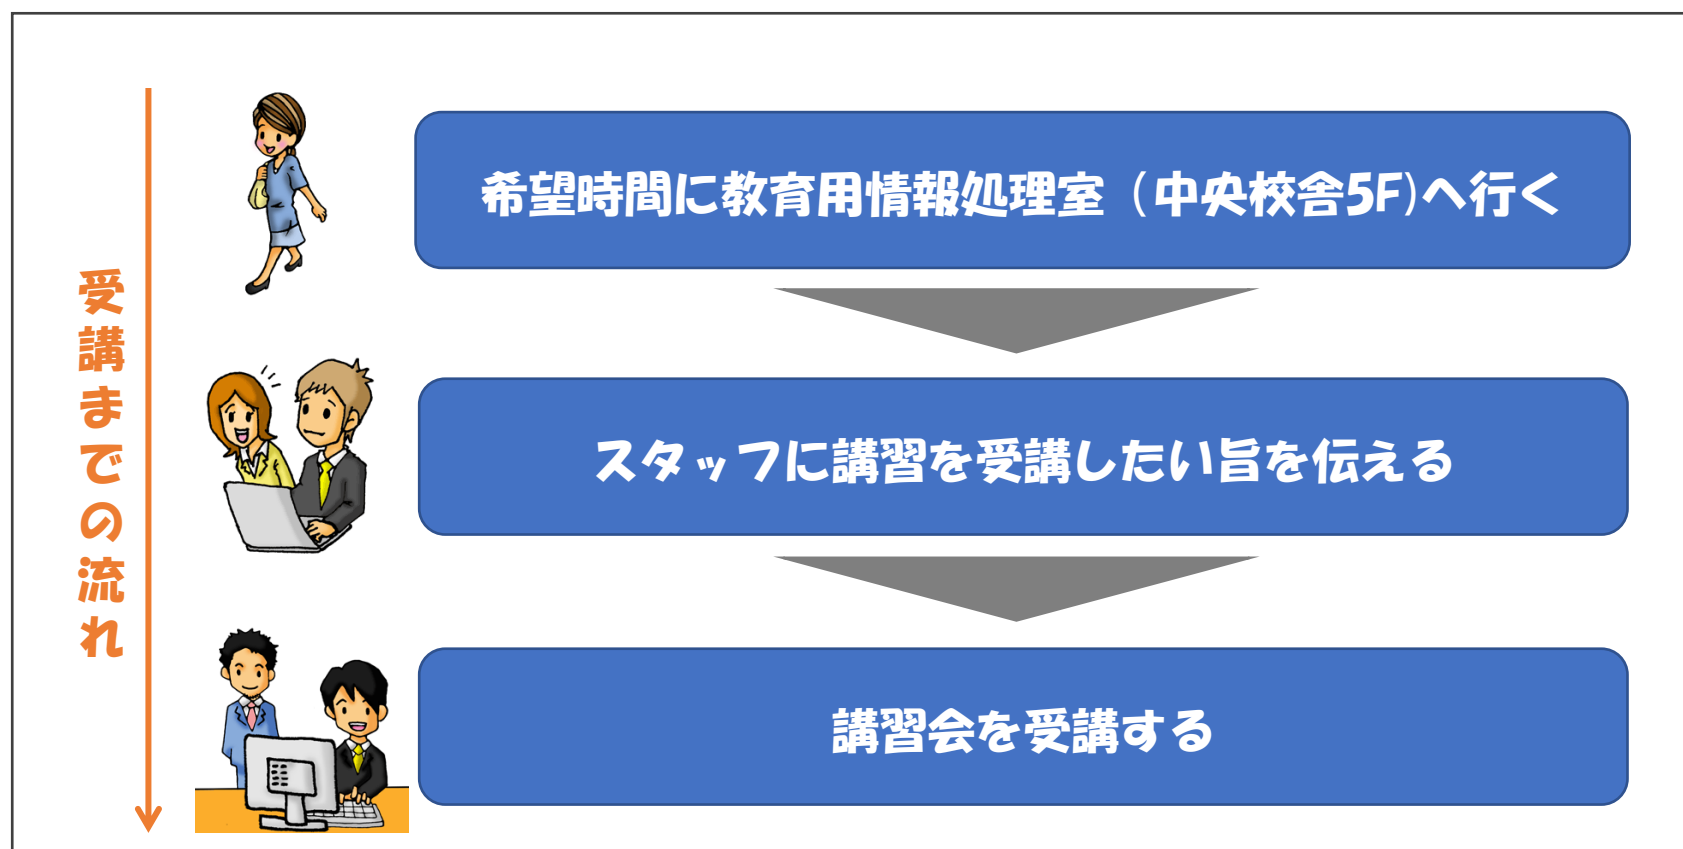 受講までの流れ
希望時間に教育用情報処理室（中央校舎5F)へ行く
スタッフに講習を受講したい旨を伝える
講習会を受講する